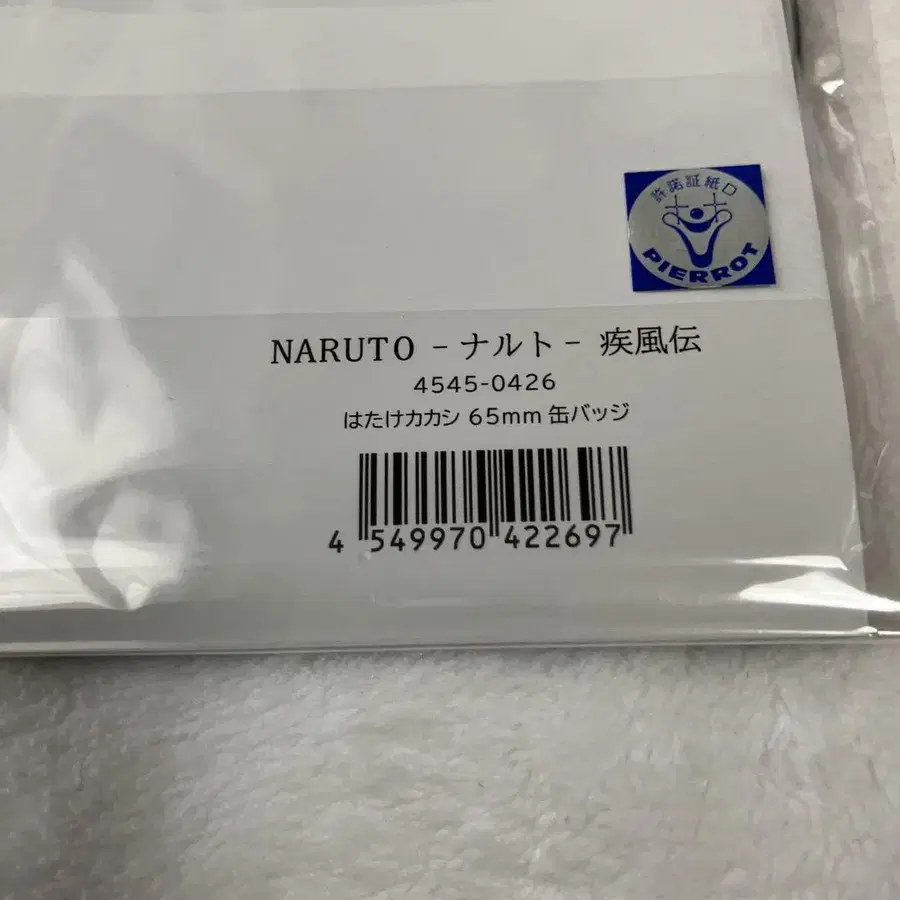 許諾証紙D
PIERROT
NARUTO -ナルト- 疾風伝
4545-0426
はたけカカシ 65mm 缶バッジ
4 549970 422697